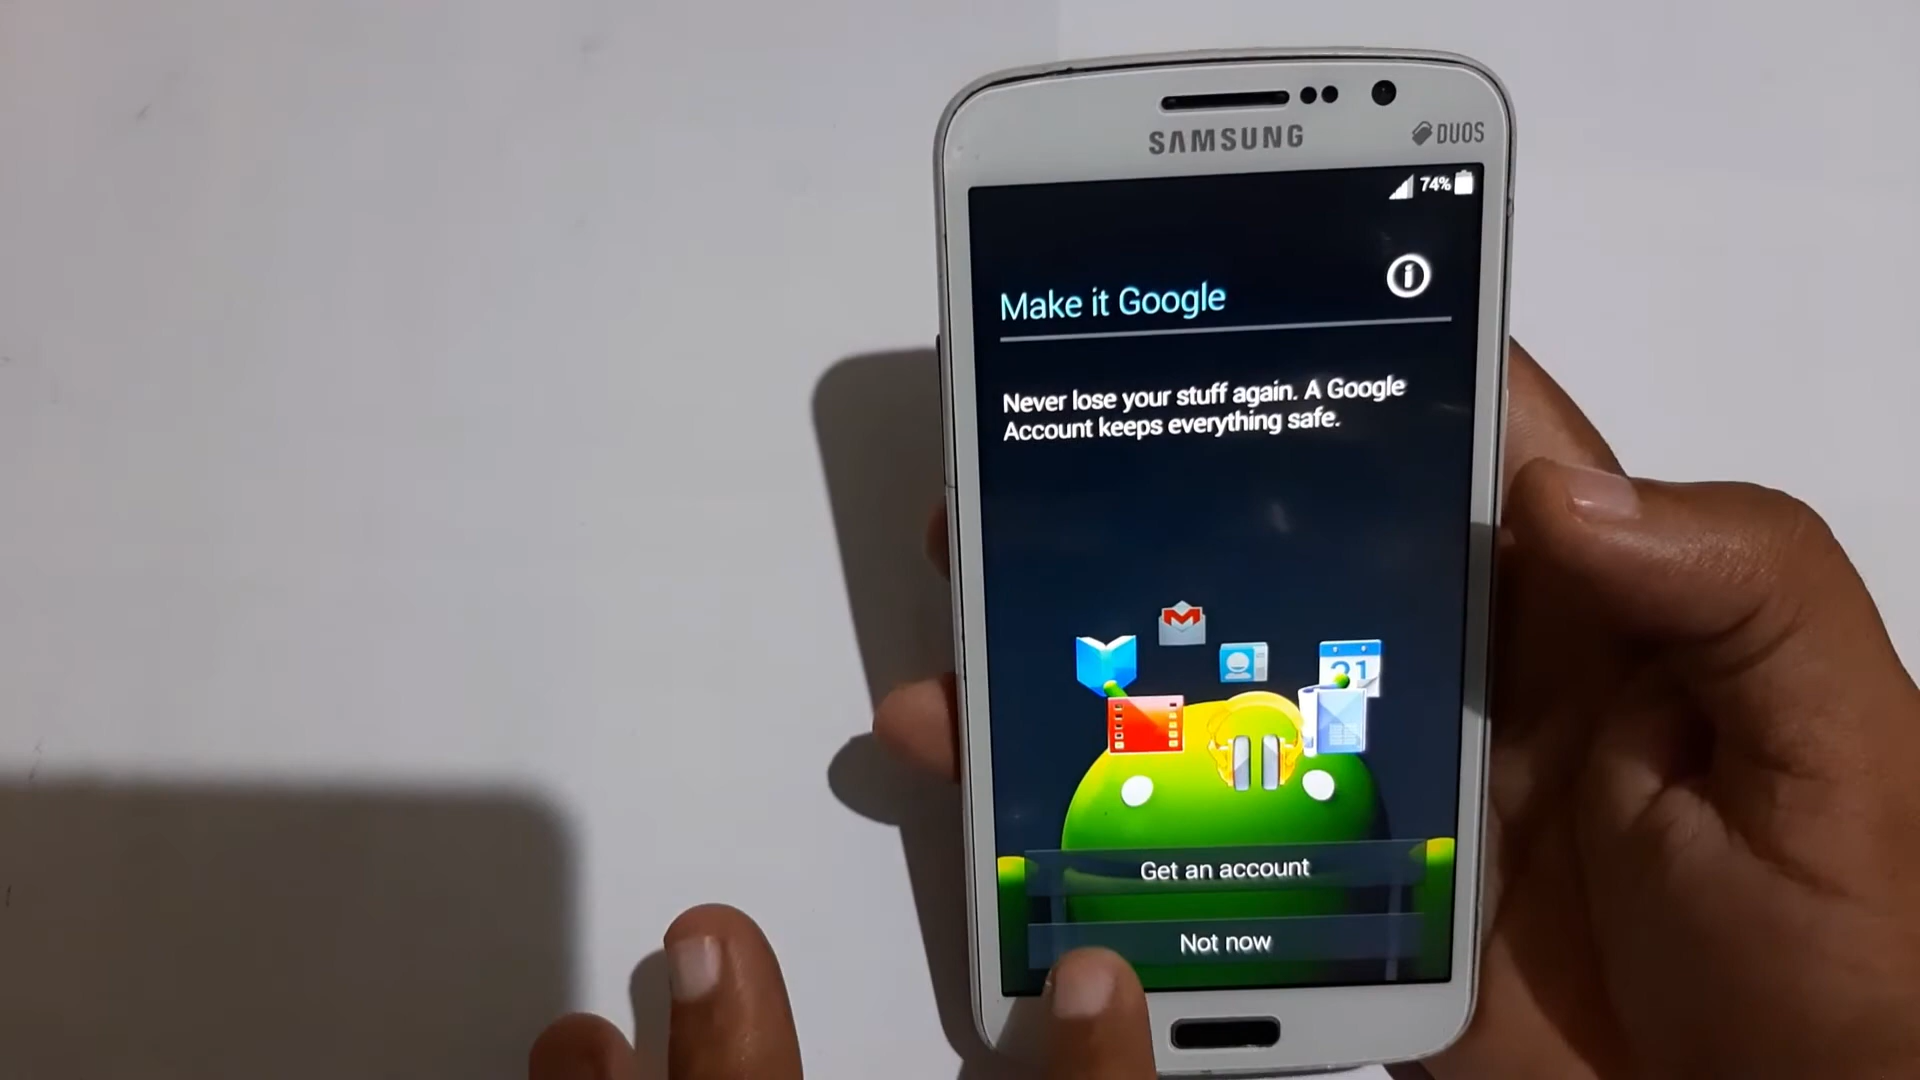 SAMSUNG
DUOS
74%
Make it Google
Never lose your stuff again. A Google
Account keeps everything safe.
31
Get an account
Not now